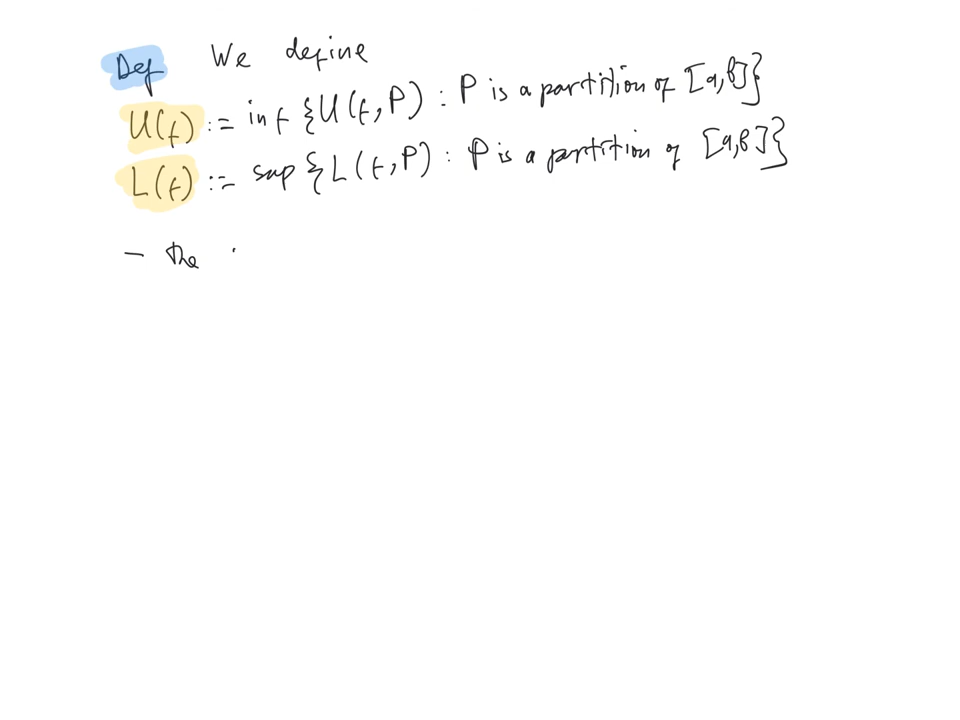 Def We define
U(f) := inf {U(f,P) : P is a partition of [a,b]}
L(f) := sup {L(f,P) : P is a partition of [a,b]}
- the